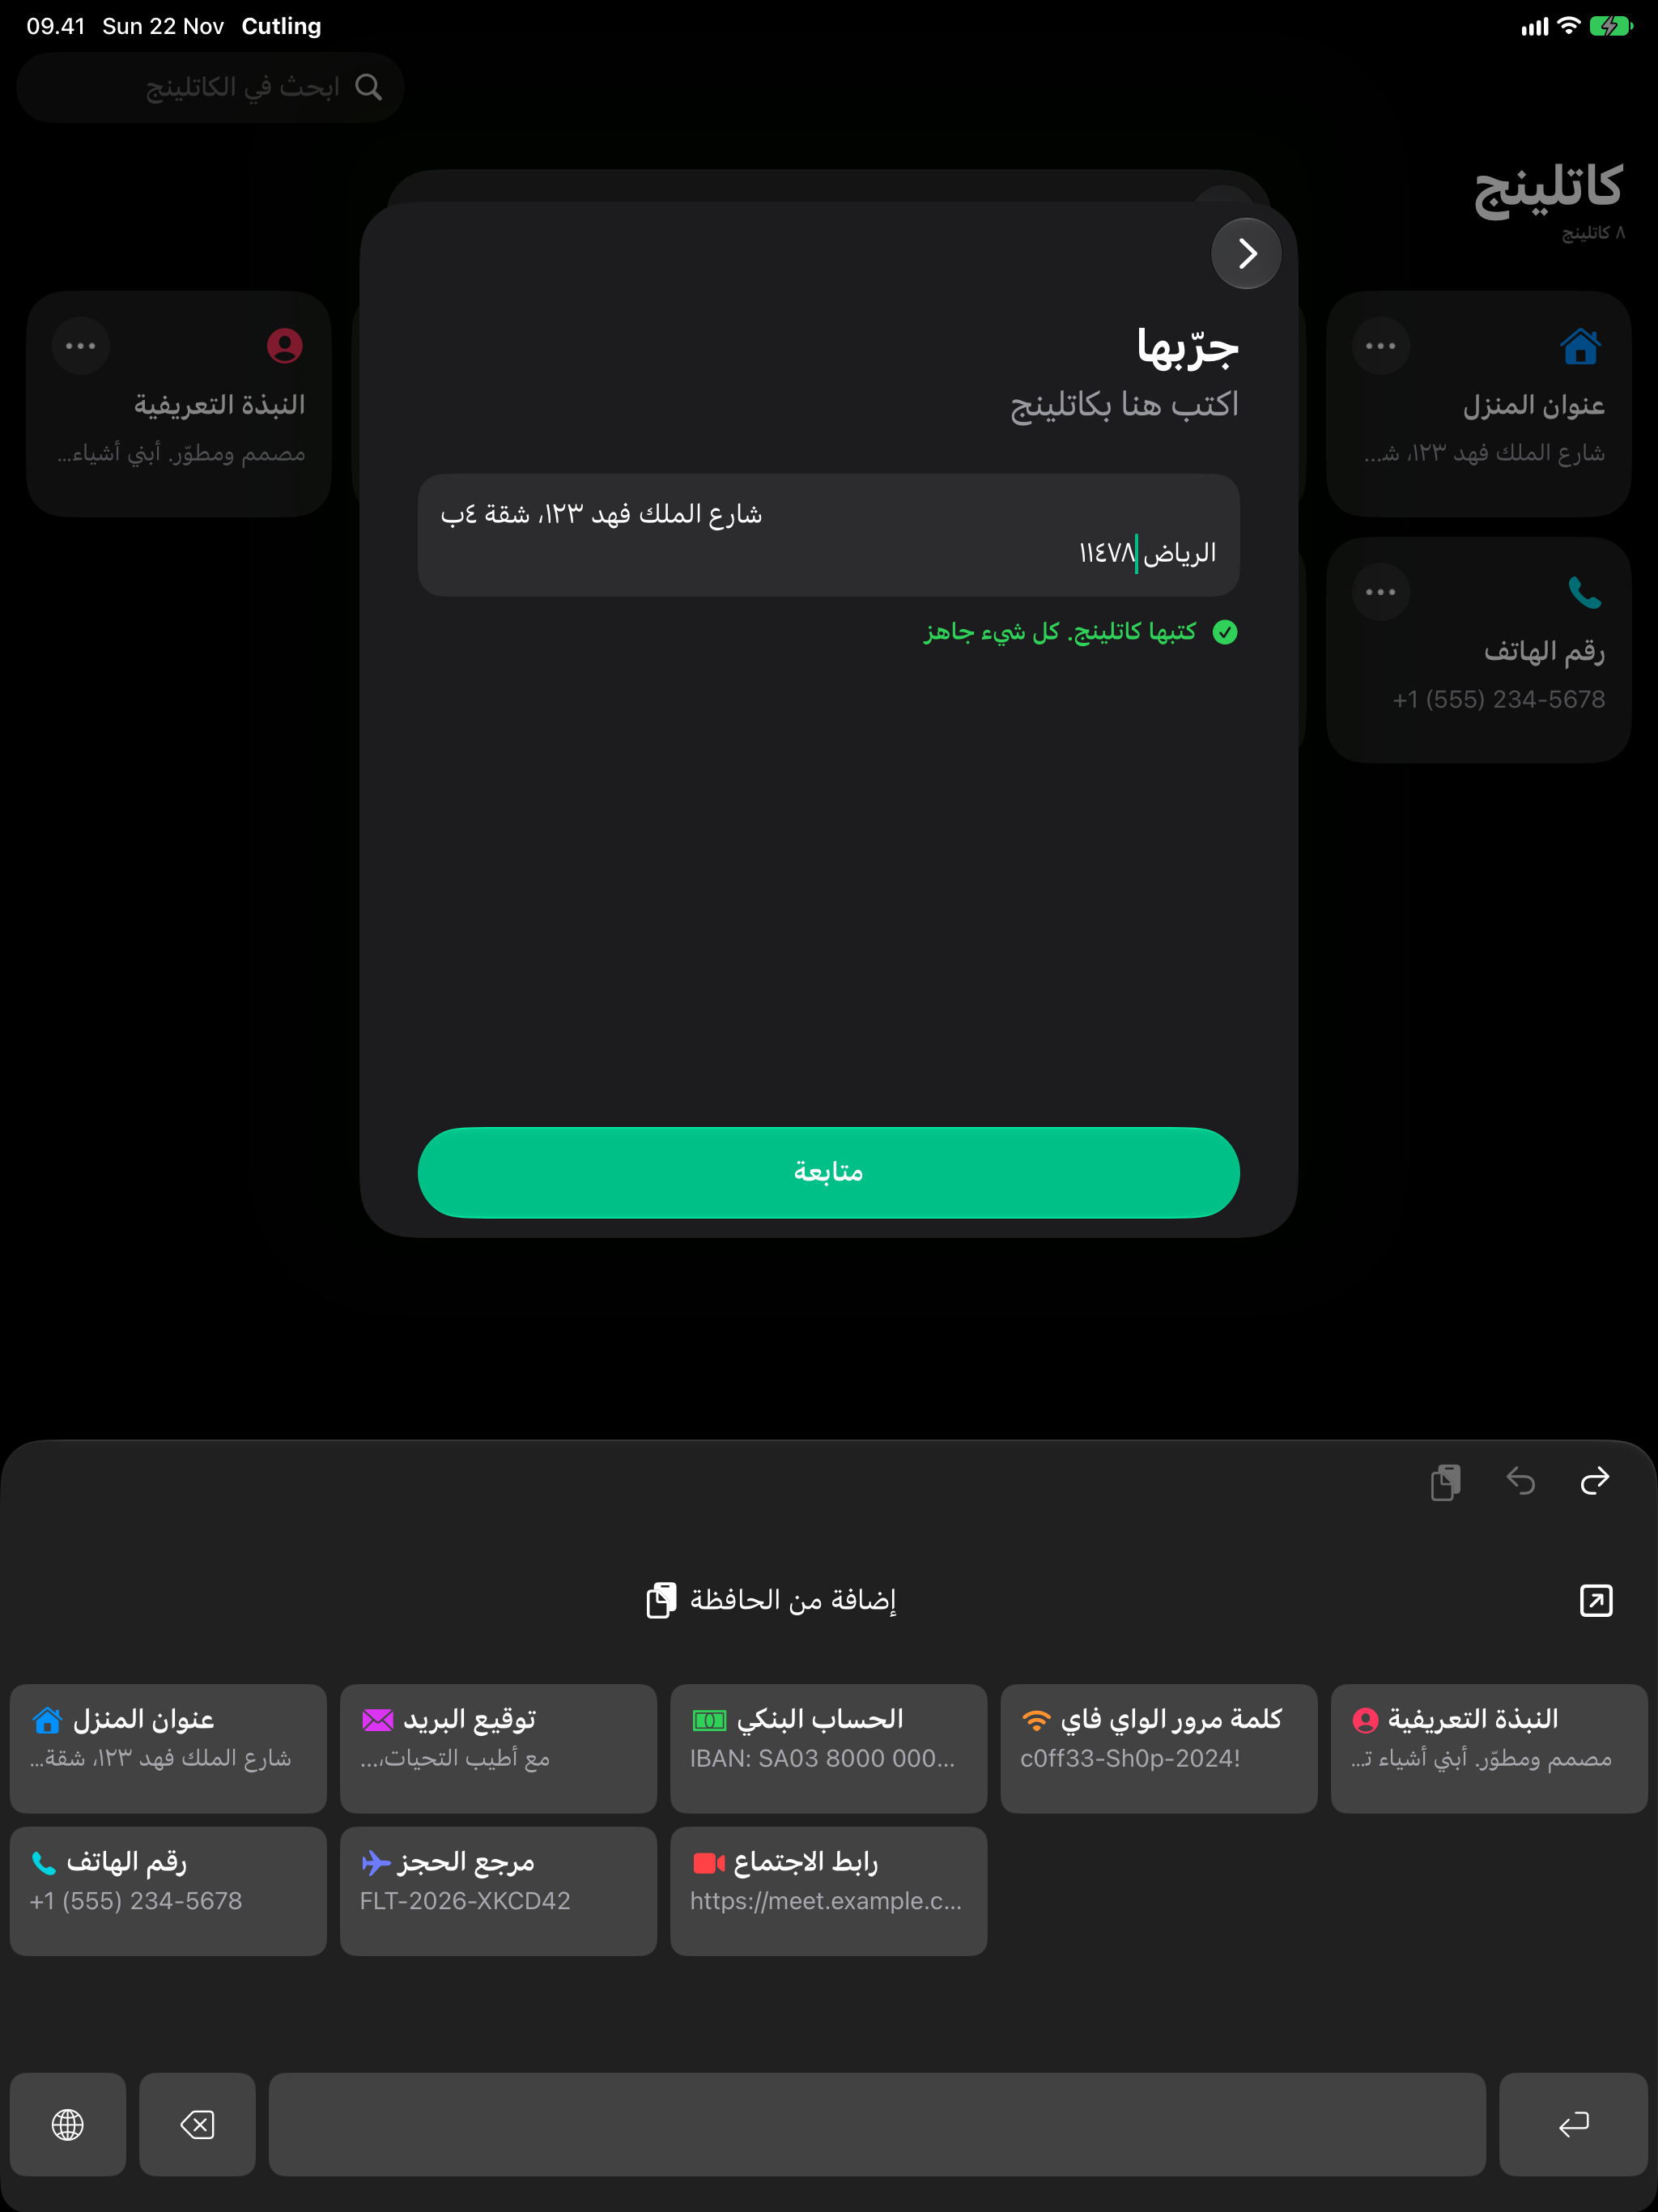 09.41 Sun 22 Nov Cutling
ابحث في الكاتلينج
كاتلينج
٨ كاتلينج
عنوان المنزل
شارع الملك فهد ١٢٣، ش...
النبذة التعريفية
مصمم ومطوّر. أبني أشياء...
رقم الهاتف
+1 (555) 234-5678
جرّبها
اكتب هنا بكاتلينج
شارع الملك فهد ١٢٣، شقة ٤ب
الرياض ١١٤٧٨
كتبها كاتلينج. كل شيء جاهز
متابعة
إضافة من الحافظة
عنوان المنزل
شارع الملك فهد ١٢٣، شقة...
توقيع البريد
مع أطيب التحيات،...
الحساب البنكي
IBAN: SA03 8000 000...
كلمة مرور الواي فاي
c0ff33-Sh0p-2024!
النبذة التعريفية
مصمم ومطوّر. أبني أشياء ت...
رقم الهاتف
+1 (555) 234-5678
مرجع الحجز
FLT-2026-XKCD42
رابط الاجتماع
https://meet.example.c...